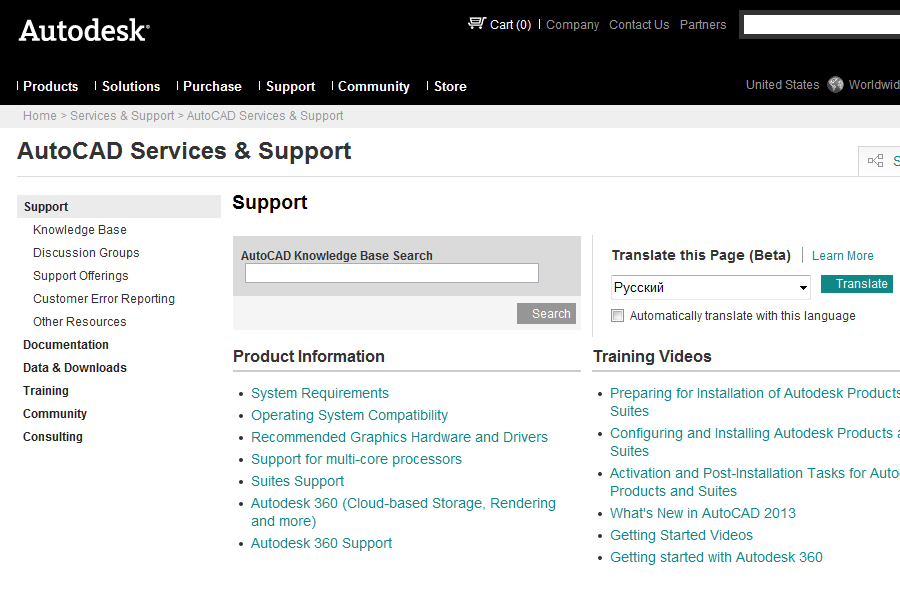 Autodesk
Cart (0) | Company Contact Us Partners
Products Solutions Purchase Support Community Store
United States Worldwid
Home > Services & Support > AutoCAD Services & Support
AutoCAD Services & Support
S
Support
Knowledge Base
Discussion Groups
Support Offerings
Customer Error Reporting
Other Resources
Documentation
Data & Downloads
Training
Community
Consulting
Support
AutoCAD Knowledge Base Search
Search
Translate this Page (Beta) | Learn More
Русский Translate
Automatically translate with this language
Product Information
• System Requirements
• Operating System Compatibility
• Recommended Graphics Hardware and Drivers
• Support for multi-core processors
• Suites Support
• Autodesk 360 (Cloud-based Storage, Rendering
and more)
• Autodesk 360 Support
Training Videos
• Preparing for Installation of Autodesk Products
Suites
• Configuring and Installing Autodesk Products a
Suites
• Activation and Post-Installation Tasks for Auto
Products and Suites
• What's New in AutoCAD 2013
• Getting Started Videos
• Getting started with Autodesk 360